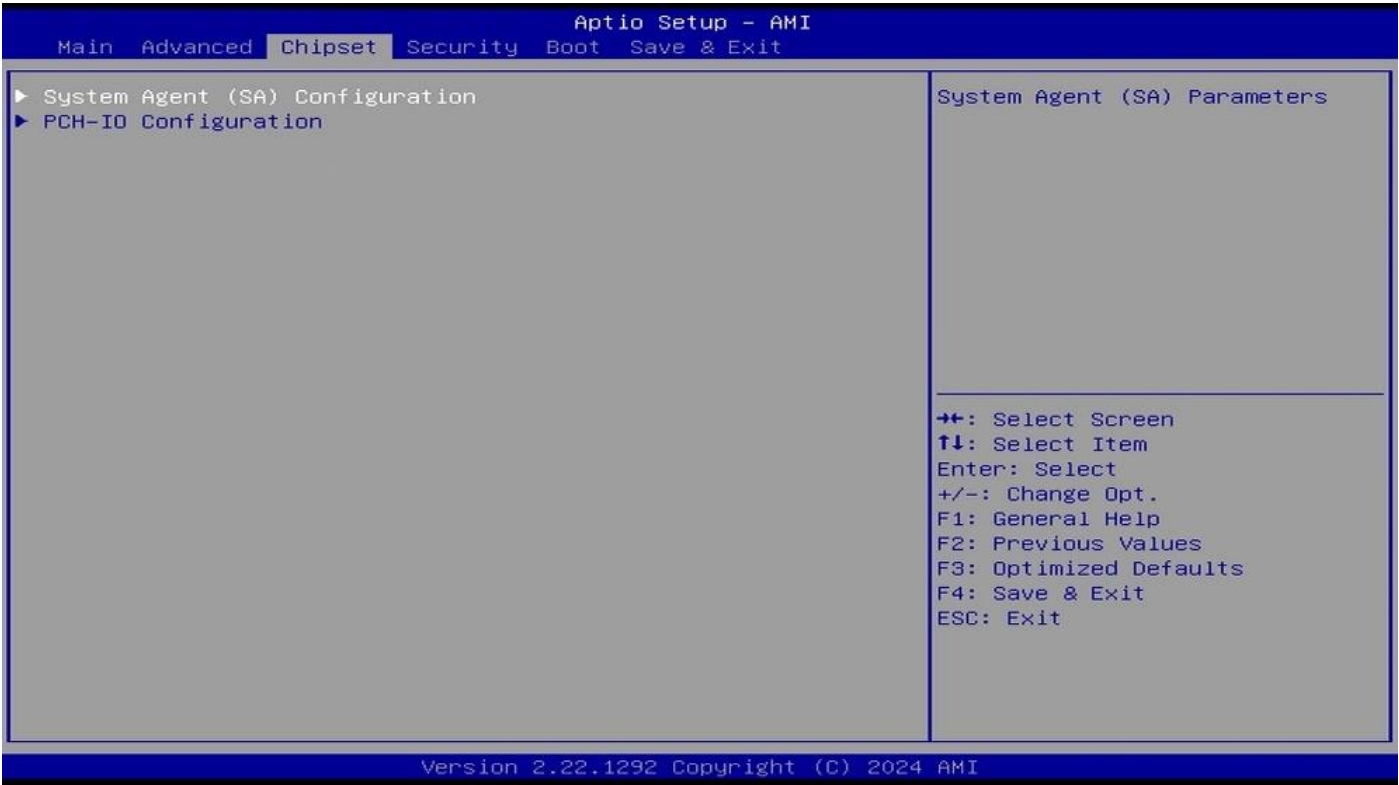 Aptio Setup – AMI
Main Advanced Chipset Security Boot Save & Exit
▶ System Agent (SA) Configuration
▶ PCH-IO Configuration
System Agent (SA) Parameters
→←: Select Screen
↑↓: Select Item
Enter: Select
+/-: Change Opt.
F1: General Help
F2: Previous Values
F3: Optimized Defaults
F4: Save & Exit
ESC: Exit
Version 2.22.1292 Copyright (C) 2024 AMI